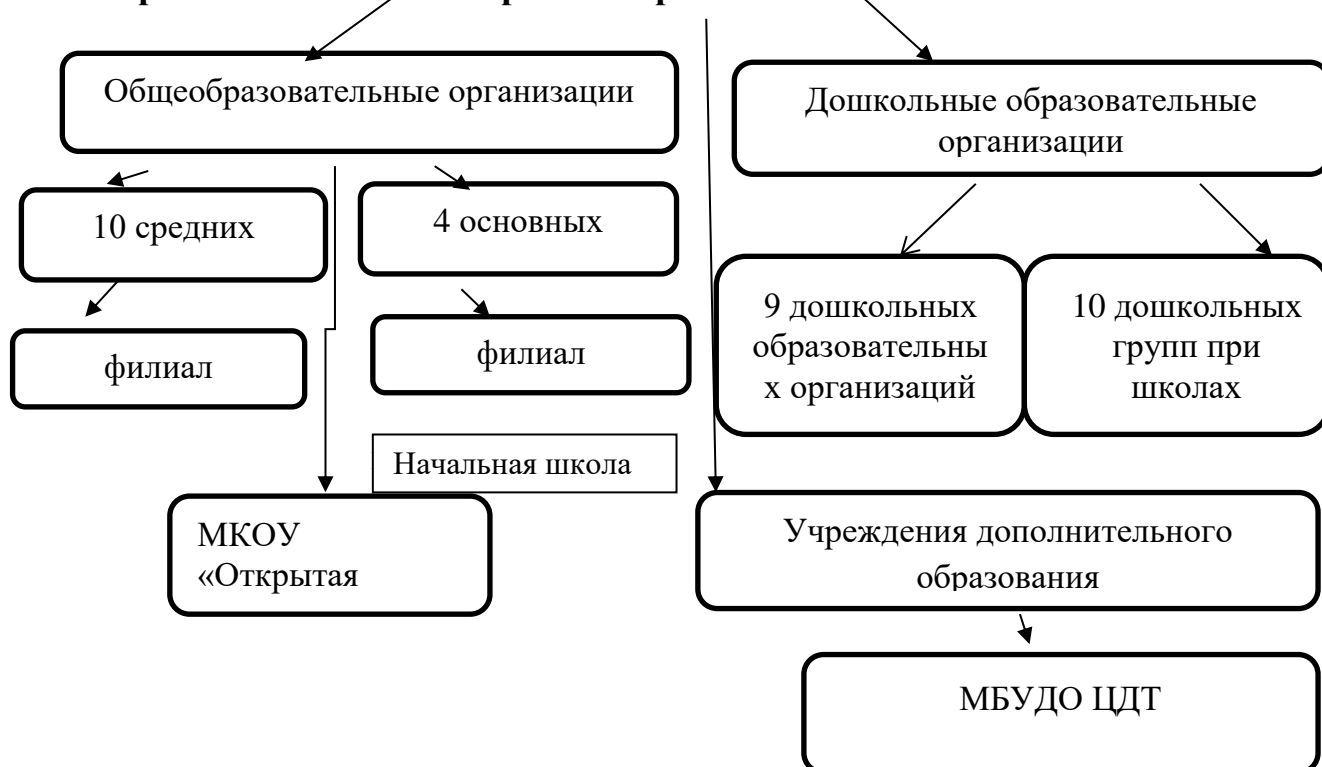 Общеобразовательные организации
Дошкольные образовательные
организации
10 средних
4 основных
9 дошкольных
образовательны
х организаций
10 дошкольных
групп при
школах
филиал
филиал
Начальная школа
МКОУ
«Открытая
Учреждения дополнительного
образования
МБУДО ЦДТ